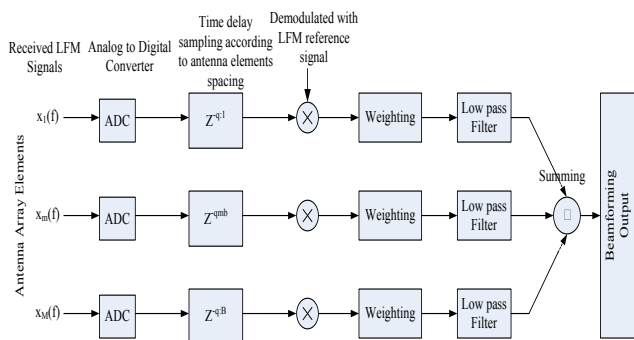 Received LFM
Signals
Analog to Digital
Converter
Time delay
sampling according
to antenna elements
spacing
Demodulated with
LFM reference
signal
Antenna Array Elements
x1(f)
ADC
Z-q:1
Weighting
Low pass
Filter
xm(f)
ADC
Z-qmb
Weighting
Low pass
Filter
Summing
Beamforming
Output
xM(f)
ADC
Z-q:B
Weighting
Low pass
Filter